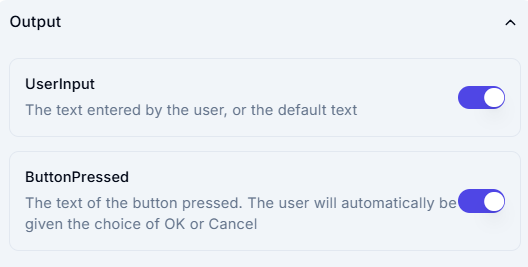 Output
UserInput
The text entered by the user, or the default text
ButtonPressed
The text of the button pressed. The user will automatically be
given the choice of OK or Cancel